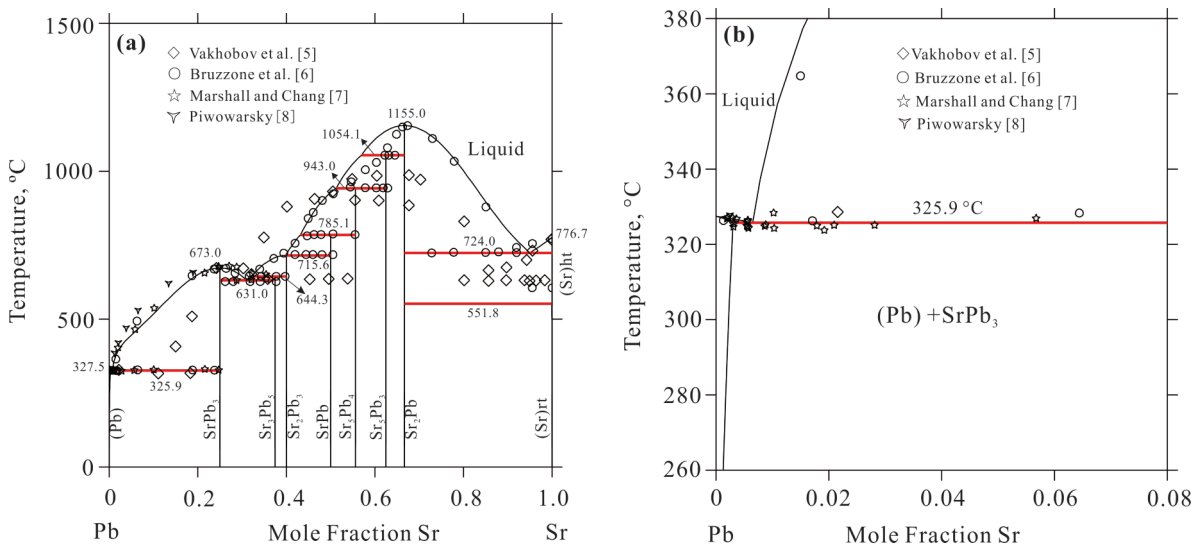 (a)
Vakhobov et al. [5]
Bruzzone et al. [6]
Marshall and Chang [7]
Piwowarsky [8]
1500
1000
500
0
Temperature, °C
1155.0
1054.1
Liquid
943.0
785.1
776.7
724.0
715.6
673.0
644.3
631.0
551.8
327.5
325.9
(Pb)
SrPb3
Sr3Pb5
Sr2Pb3
SrPb
Sr5Pb4
Sr5Pb3
Sr2Pb
(Sr)rt
(Sr)ht
0 0.2 0.4 0.6 0.8 1.0
Pb Mole Fraction Sr Sr
(b)
Vakhobov et al. [5]
Bruzzone et al. [6]
Marshall and Chang [7]
Piwowarsky [8]
380
360
340
320
300
280
260
Temperature, °C
Liquid
325.9 °C
(Pb) +SrPb3
0 0.02 0.04 0.06 0.08
Pb Mole Fraction Sr